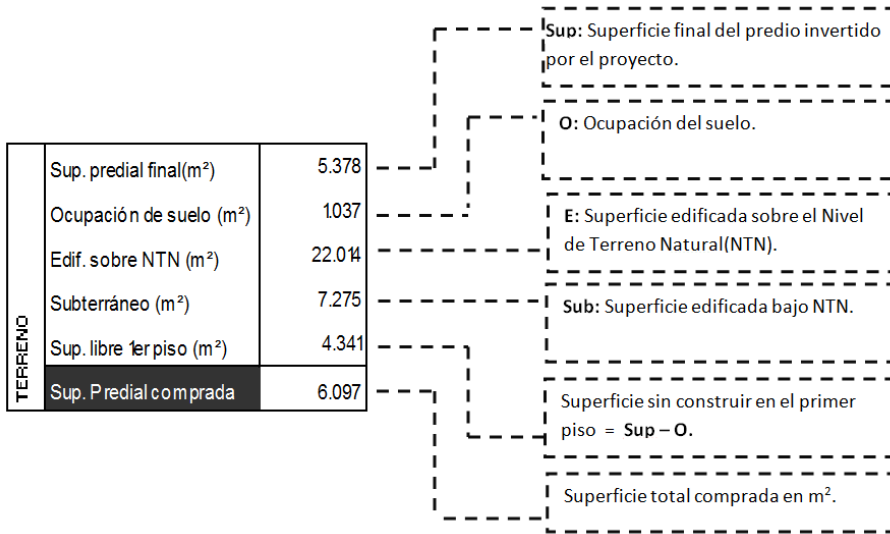 TERRENO
Sup. predial final(m²) 5.378
Ocupación de suelo (m²) 1.037
Edif. sobre NTN (m²) 22.014
Subterráneo (m²) 7.275
Sup. libre 1er piso (m²) 4.341
Sup. Predial comprada 6.097
Sup: Superficie final del predio invertido
por el proyecto.
O: Ocupación del suelo.
E: Superficie edificada sobre el Nivel
de Terreno Natural(NTN).
Sub: Superficie edificada bajo NTN.
Superficie sin construir en el primer
piso = Sup – O.
Superficie total comprada en m².